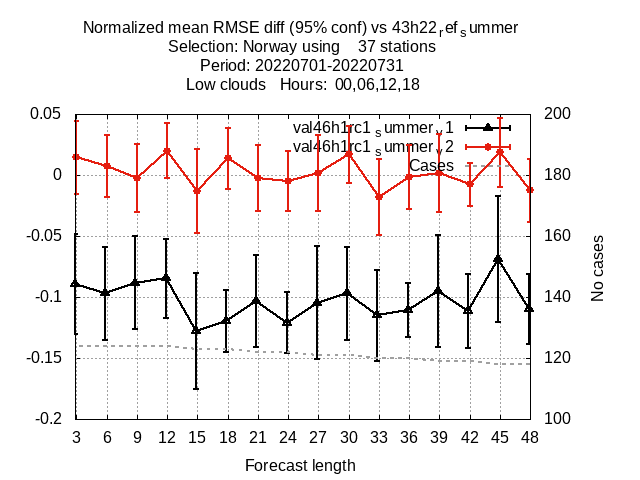 Normalized mean RMSE diff (95% conf) vs 43h22refsummer
Selection: Norway using 37 stations
Period: 20220701-20220731
Low clouds Hours: 00,06,12,18
0.05 0 -0.05 -0.1 -0.15 -0.2
200 180 160 140 120 100
val46h1rc1summerv1
val46h1rc1summerv2
Cases
No cases
3 6 9 12 15 18 21 24 27 30 33 36 39 42 45 48
Forecast length